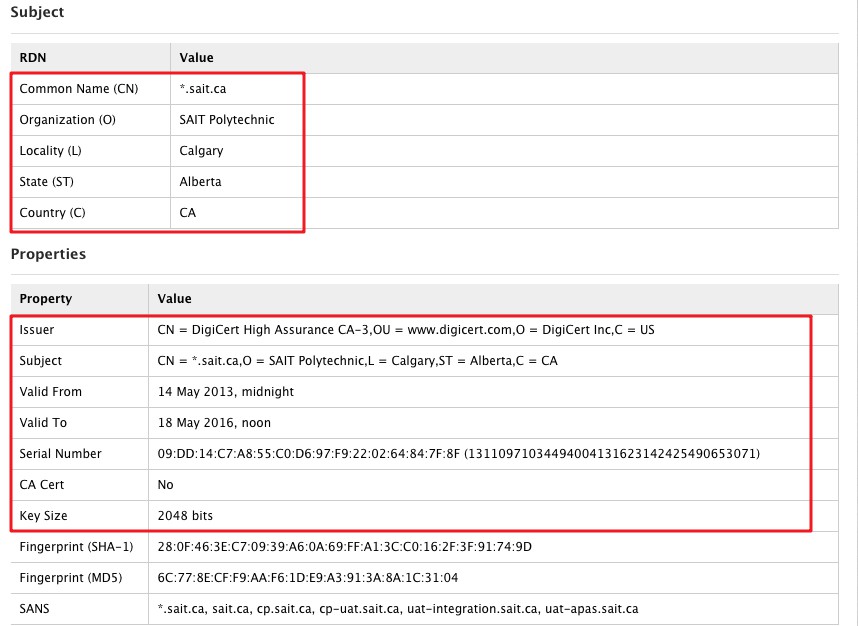 Subject
RDN Value
Common Name (CN) *.sait.ca
Organization (O) SAIT Polytechnic
Locality (L) Calgary
State (ST) Alberta
Country (C) CA
Properties
Property Value
Issuer CN = DigiCert High Assurance CA-3,OU = www.digicert.com,O = DigiCert Inc,C = US
Subject CN = *.sait.ca,O = SAIT Polytechnic,L = Calgary,ST = Alberta,C = CA
Valid From 14 May 2013, midnight
Valid To 18 May 2016, noon
Serial Number 09:DD:14:C7:A8:55:C0:D6:97:F9:22:02:64:84:7F:8F (13110971034494004131623142425490653071)
CA Cert No
Key Size 2048 bits
Fingerprint (SHA-1) 28:0F:46:3E:C7:09:39:A6:0A:69:FF:A1:3C:C0:16:2F:3F:91:74:9D
Fingerprint (MD5) 6C:77:8E:CF:F9:AA:F6:1D:E9:A3:91:3A:8A:1C:31:04
SANS *.sait.ca, sait.ca, cp.sait.ca, cp-uat.sait.ca, uat-integration.sait.ca, uat-apas.sait.ca